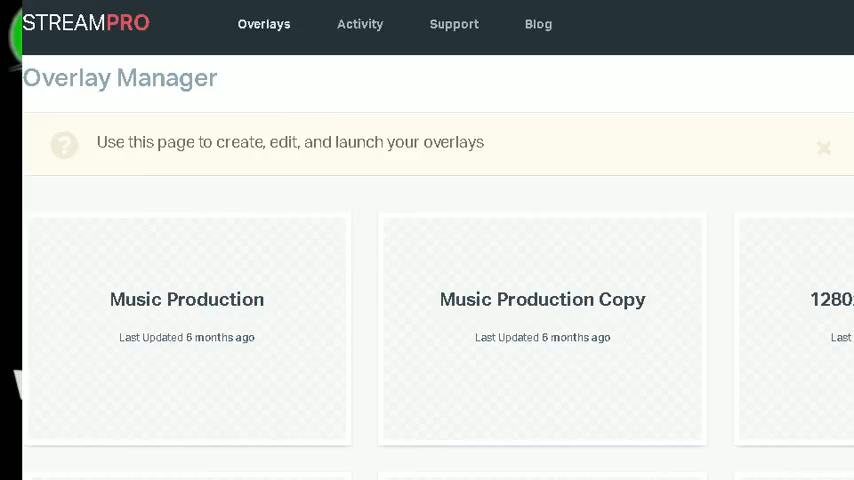 STREAMPRO
Overlays Activity Support Blog
Overlay Manager
Use this page to create, edit, and launch your overlays
Music Production
Last Updated 6 months ago
Music Production Copy
Last Updated 6 months ago
Last